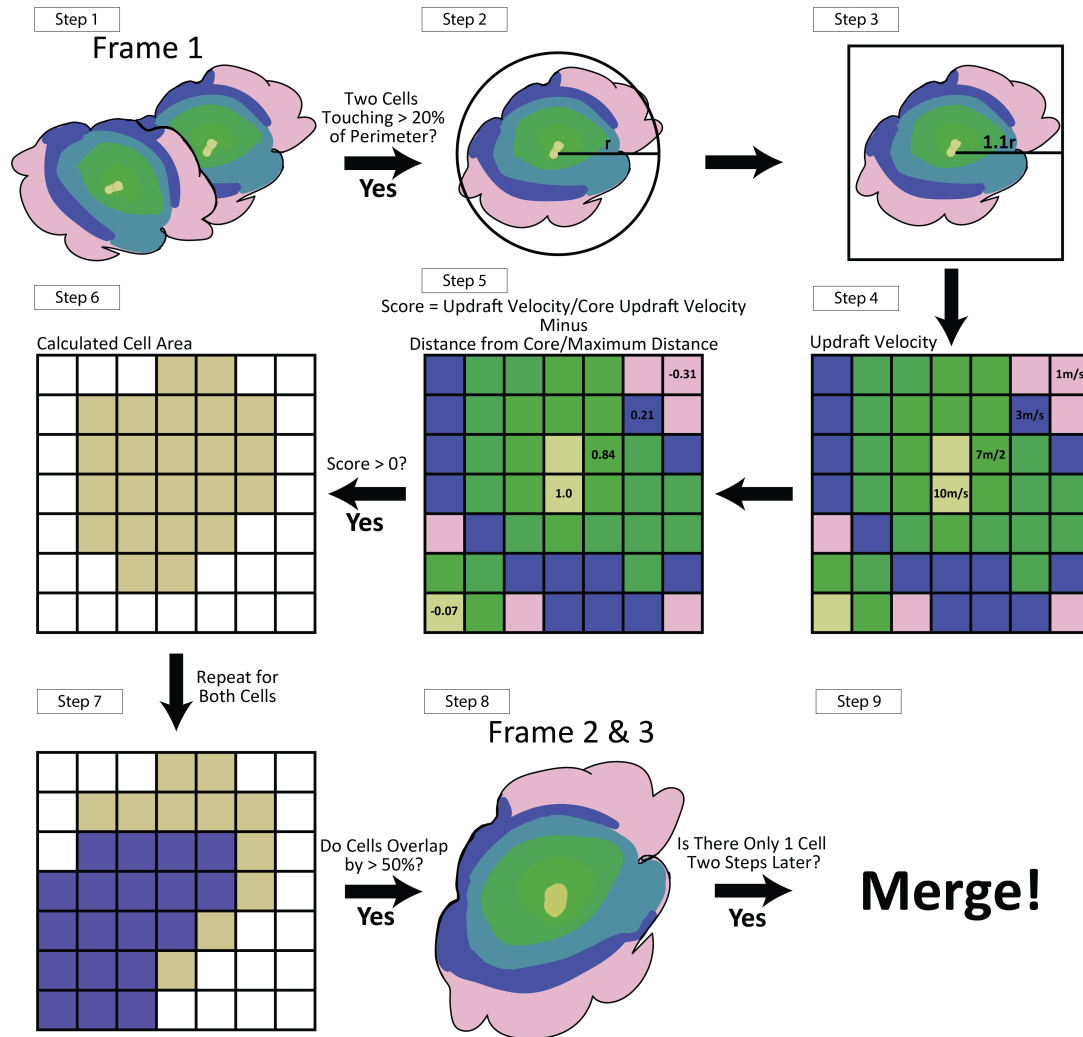 Step 1
Frame 1
Two Cells
Touching > 20%
of Perimeter?
Yes
Step 2
r
Step 3
1.1r
Step 4
Updraft Velocity
1m/s
3m/s
7m/2
10m/s
Step 5
Score = Updraft Velocity/Core Updraft Velocity
Minus
Distance from Core/Maximum Distance
-0.31
0.21
0.84
1.0
-0.07
Score > 0?
Yes
Step 6
Calculated Cell Area
Repeat for
Both Cells
Step 7
Do Cells Overlap
by > 50%?
Yes
Step 8
Frame 2 & 3
Is There Only 1 Cell
Two Steps Later?
Yes
Step 9
Merge!